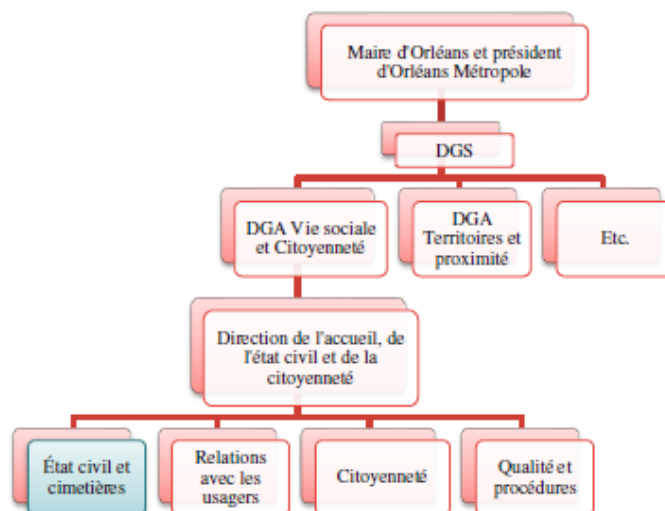 Maire d'Orléans et président
d'Orléans Métropole
DGS
DGA Vie sociale
et Citoyenneté
DGA
Territoires et
proximité
Etc.
Direction de l'accueil, de
l'état civil et de la
citoyenneté
État civil et
cimetières
Relations
avec les
usagers
Citoyenneté
Qualité et
procédures